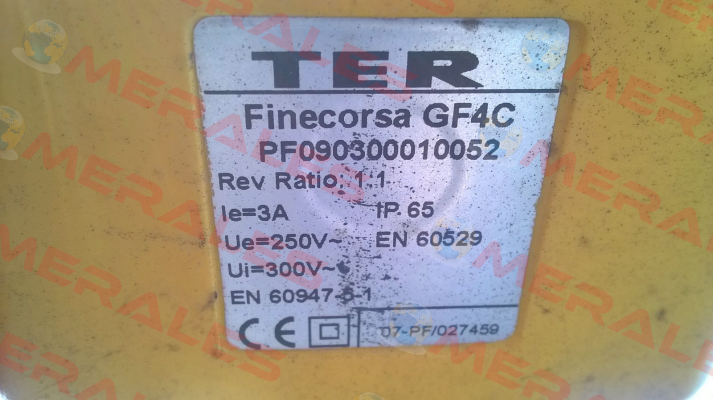 TER
Finecorsa GF4C
PF090300010052
Rev Ratio: 1:1
Ie=3A IP 65
Ue=250V~ EN 60529
Ui=300V~
EN 60947-5-1
CE 07-PF/027459
MERALES